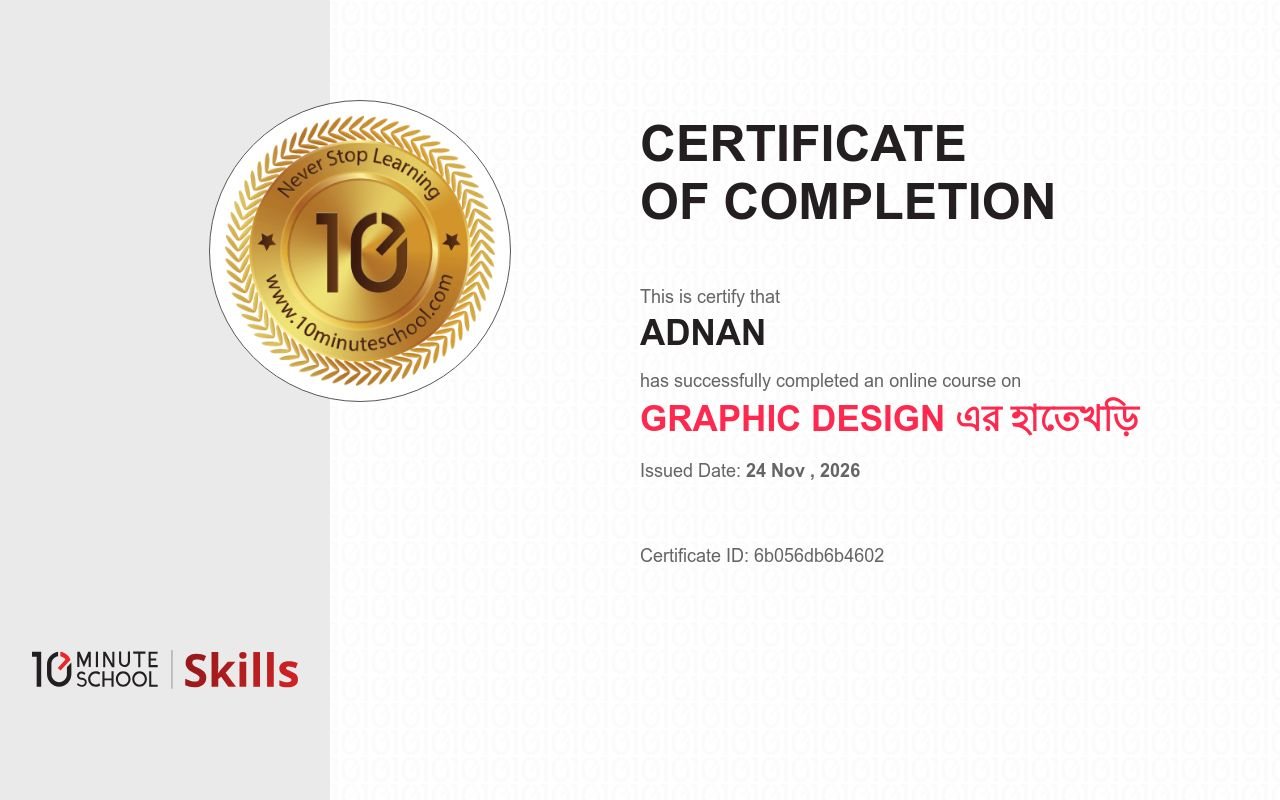 Never Stop Learning
10
www.10minuteschool.com
CERTIFICATE
OF COMPLETION
This is certify that
ADNAN
has successfully completed an online course on
GRAPHIC DESIGN এর হাতেখড়ি
Issued Date: 24 Nov , 2026
Certificate ID: 6b056db6b4602
10 MINUTE
SCHOOL
Skills